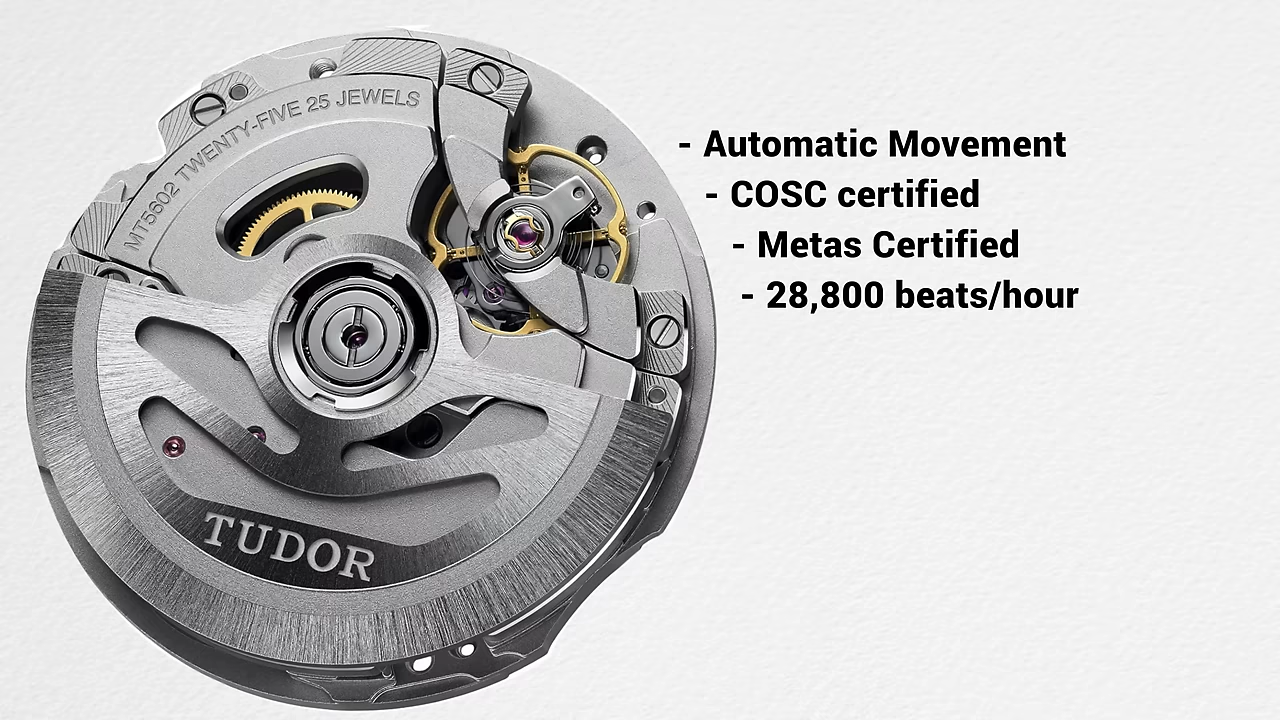 MT5602 TWENTY-FIVE 25 JEWELS
TUDOR
- Automatic Movement
- COSC certified
- Metas Certified
- 28,800 beats/hour